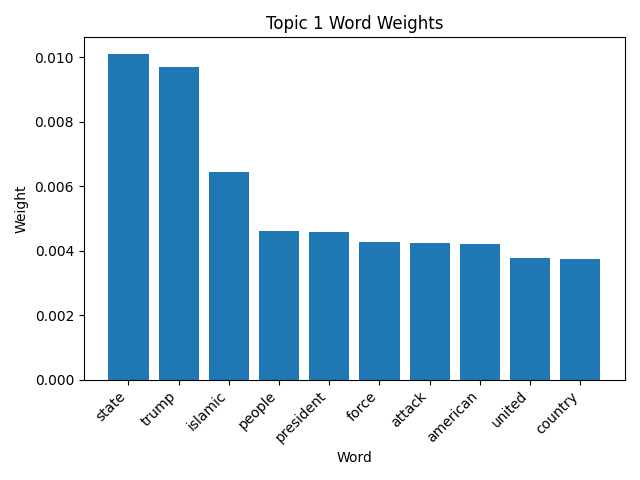 Topic 1 Word Weights
Weight
0.010
0.008
0.006
0.004
0.002
0.000
state
trump
islamic
people
president
force
attack
american
united
country
Word